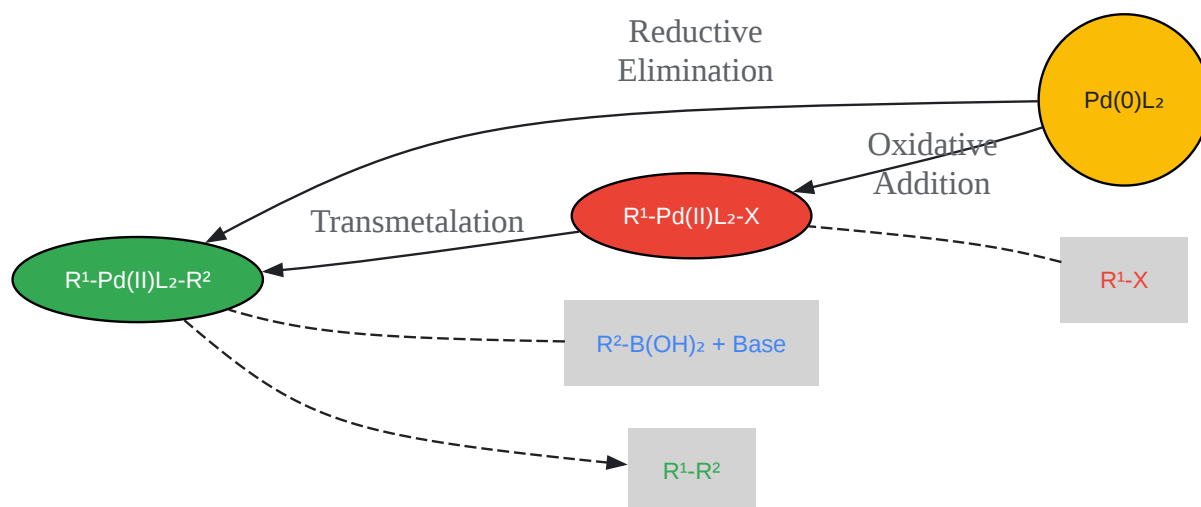 Reductive
Elimination
Pd(0)L₂
Oxidative
Addition
R¹-Pd(II)L₂-X
Transmetalation
R¹-Pd(II)L₂-R²
R¹-X
R²-B(OH)₂ + Base
R¹-R²